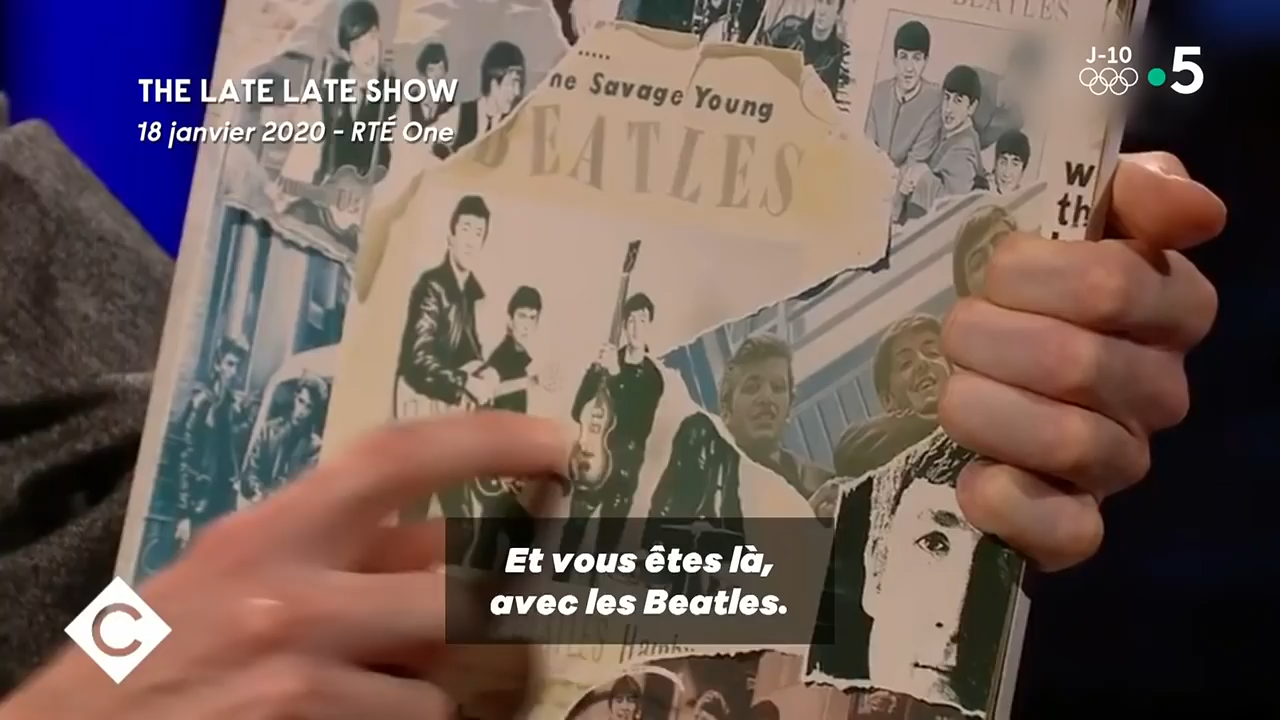 THE LATE LATE SHOW
18 janvier 2020 - RTÉ One
J-10
5
BEATLES
Savage Young
BEATLES
Et vous êtes là,
avec les Beatles.
C